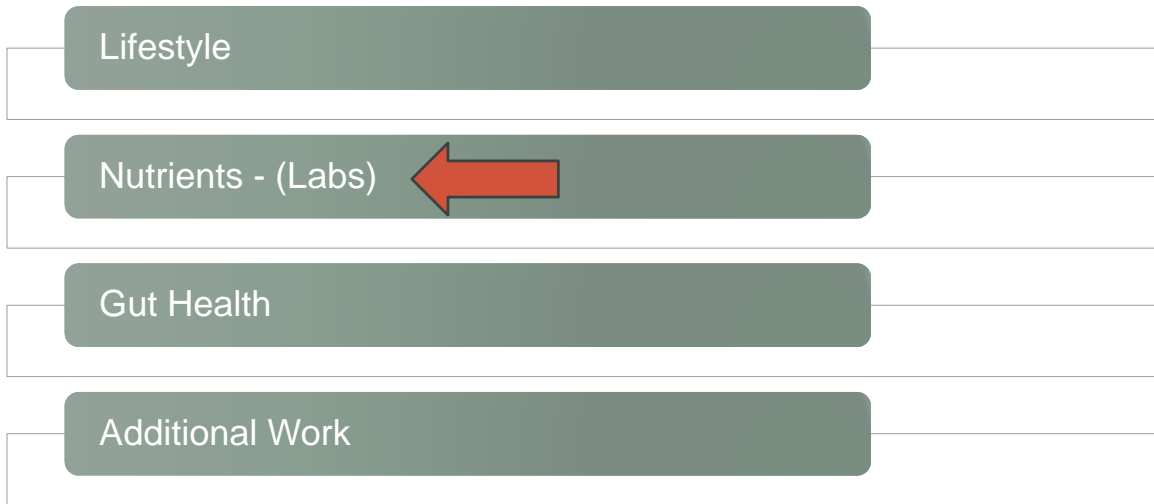 Lifestyle
Nutrients - (Labs)
Gut Health
Additional Work